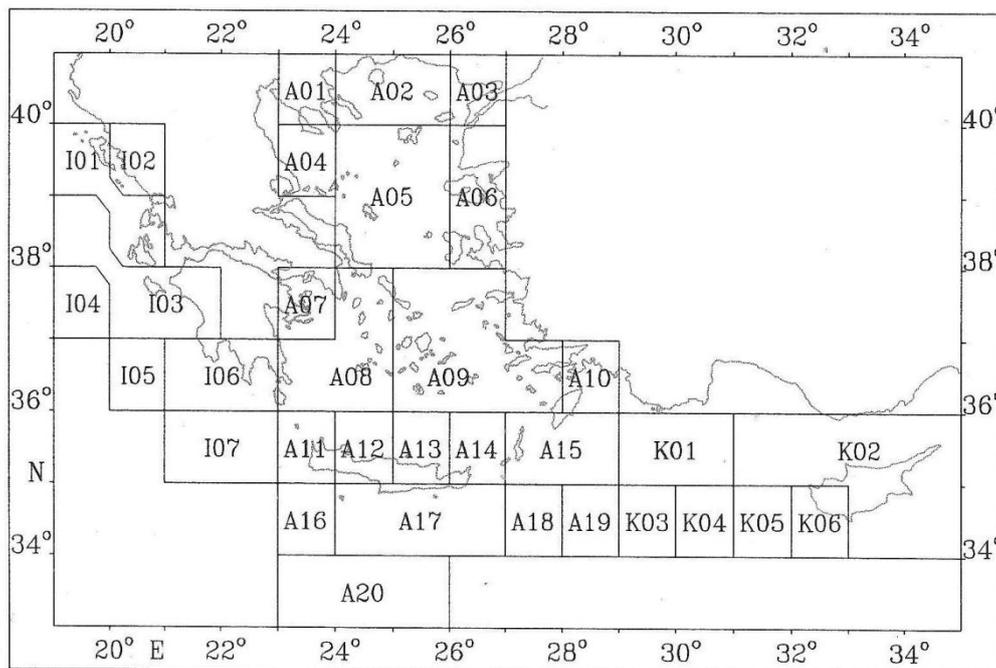 20° 22° 24° 26° 28° 30° 32° 34°
A01 A02 A03
40° 40°
I01 I02 A04
A05 A06
38° 38°
I04 I03 A07
I05 I06 A08 A09 A10
36° 36°
I07 A11 A12 A13 A14 A15 K01 K02
N
A16 A17 A18 A19 K03 K04 K05 K06
34° 34°
A20
20° E 22° 24° 26° 28° 30° 32° 34°